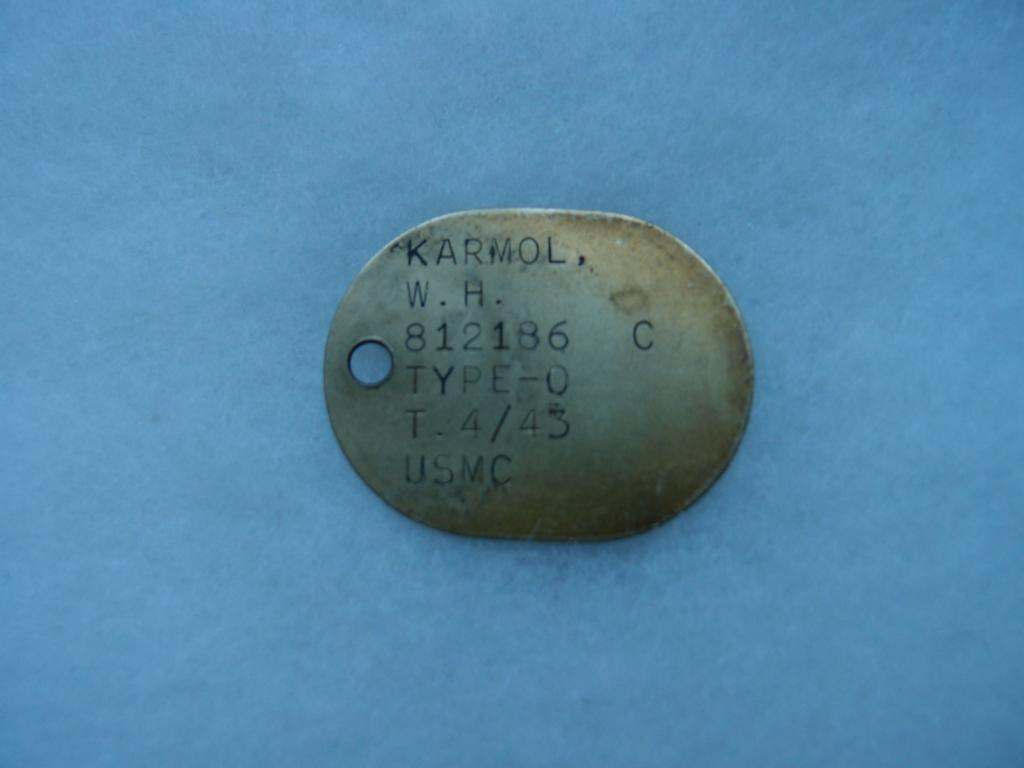 KARMOL,
W. H.
812186 C
TYPE-O
T. 4/43
USMC